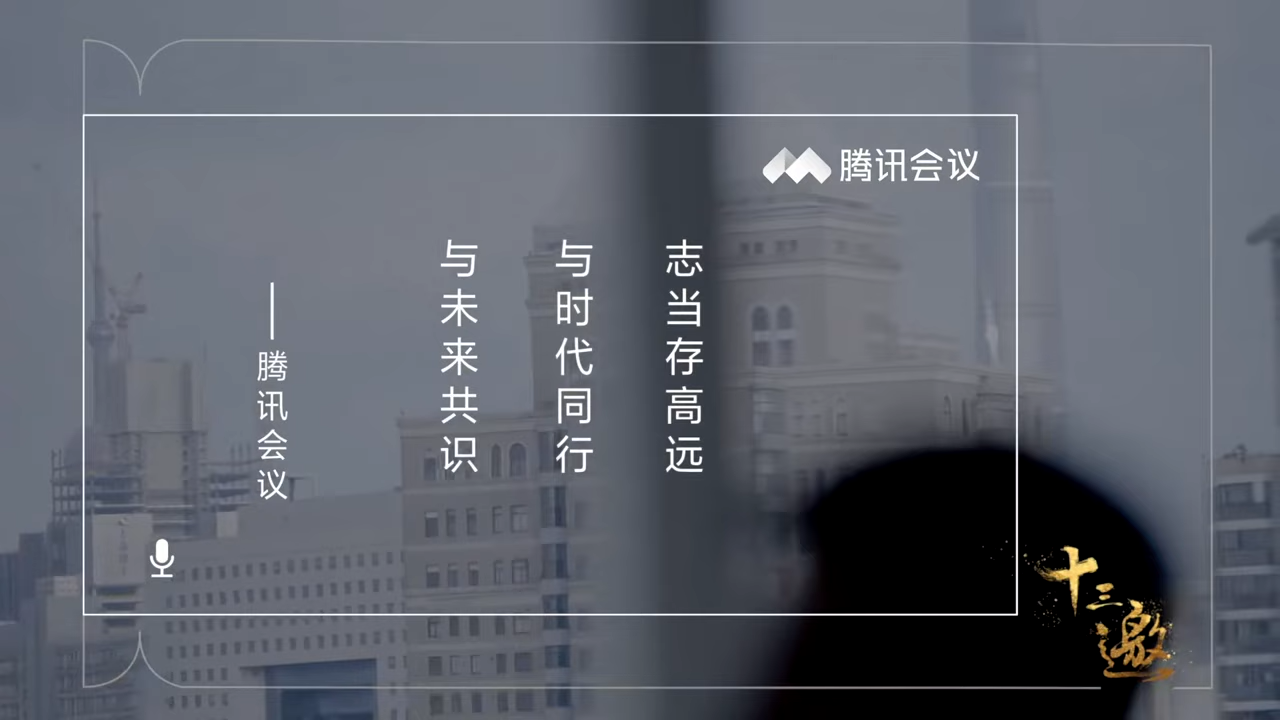 腾讯会议
志当存高远
与时代同行
与未来共识
——腾讯会议
十三邀